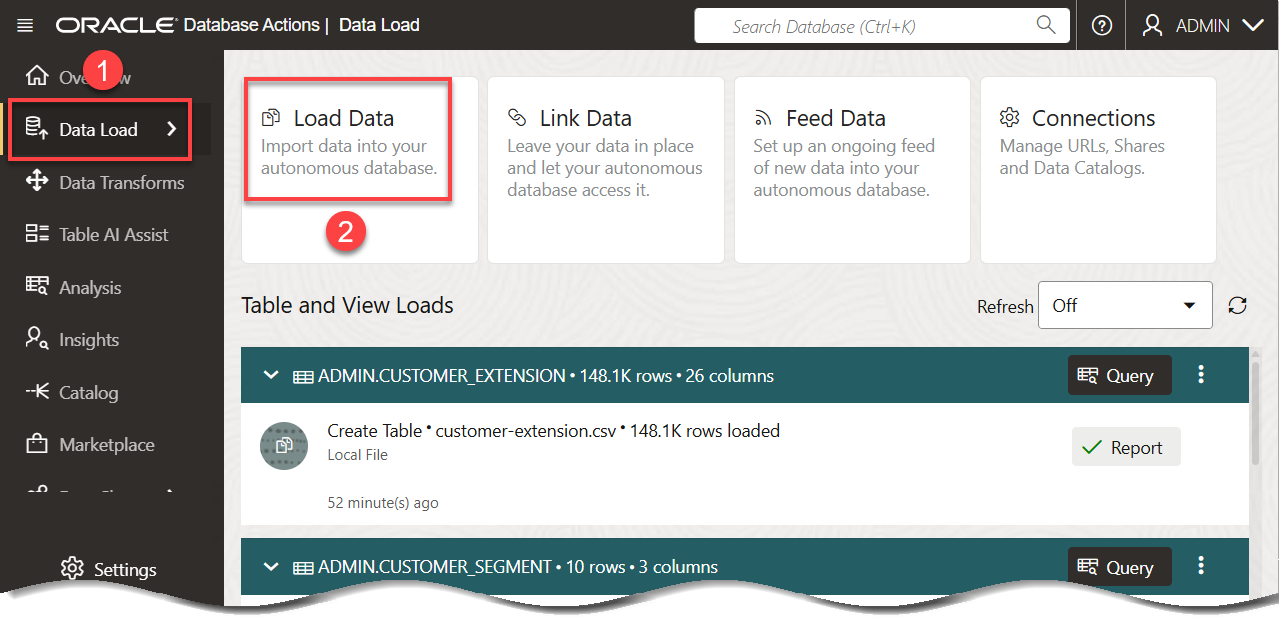 ORACLE Database Actions | Data Load
Search Database (Ctrl+K)
ADMIN
1
Data Load
Data Transforms
Table AI Assist
Analysis
Insights
Catalog
Marketplace
Settings
Load Data
Import data into your
autonomous database.
2
Link Data
Leave your data in place
and let your autonomous
database access it.
Feed Data
Set up an ongoing feed
of new data into your
autonomous database.
Connections
Manage URLs, Shares
and Data Catalogs.
Table and View Loads
Refresh Off
ADMIN.CUSTOMER_EXTENSION • 148.1K rows • 26 columns
Query
Create Table • customer-extension.csv • 148.1K rows loaded
Local File
Report
52 minute(s) ago
ADMIN.CUSTOMER_SEGMENT • 10 rows • 3 columns
Query